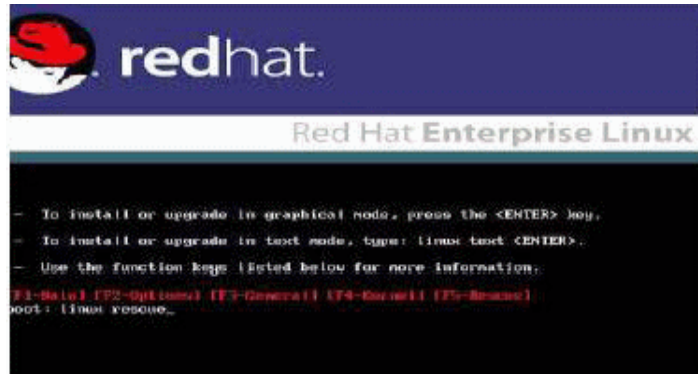 redhat.
Red Hat Enterprise Linux
- To install or upgrade in graphical mode, press the <ENTER> key.
- To install or upgrade in text mode, type: linux text <ENTER>.
- Use the function keys listed below for more information.
[F1-Main] [F2-Options] [F3-General] [F4-Kernel] [F5-Rescue]
boot: linux rescue_